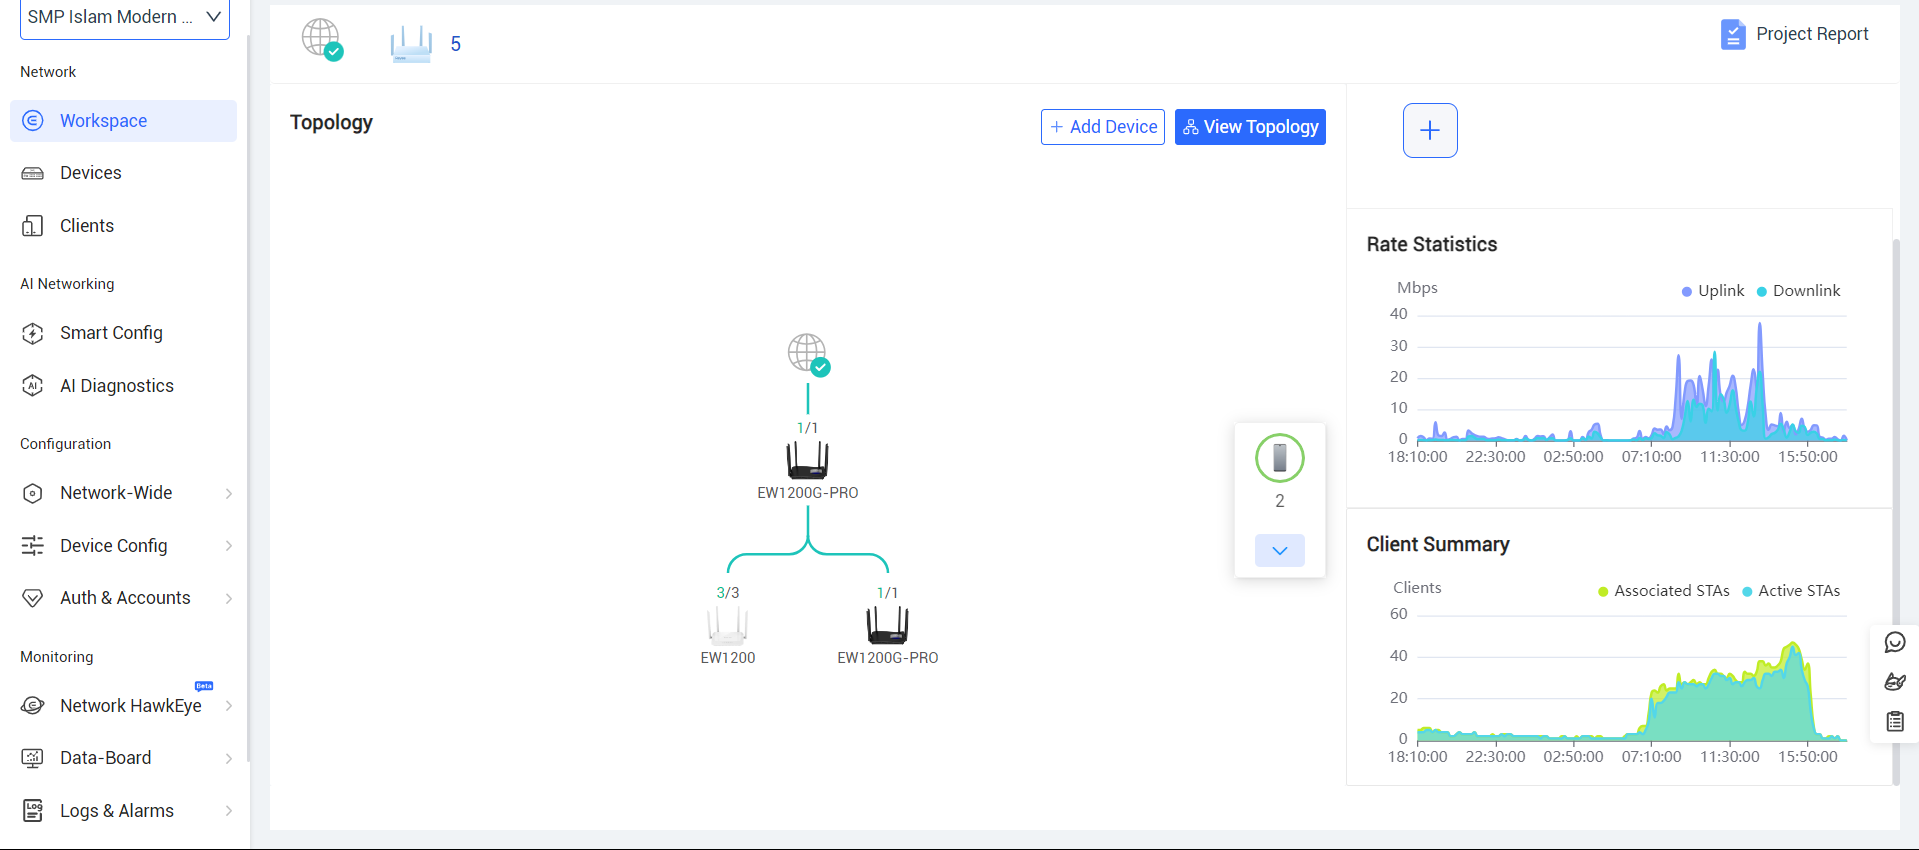 SMP Islam Modern ...
Network
Workspace
Devices
Clients
AI Networking
Smart Config
AI Diagnostics
Configuration
Network-Wide
Device Config
Auth & Accounts
Monitoring
Beta
Network HawkEye
Data-Board
Logs & Alarms
5
Project Report
Topology
+ Add Device
View Topology
1/1
EW1200G-PRO
3/3
EW1200
1/1
EW1200G-PRO
2
Rate Statistics
Mbps
Uplink Downlink
40
30
20
10
0
18:10:00 22:30:00 02:50:00 07:10:00 11:30:00 15:50:00
Client Summary
Clients
Associated STAs Active STAs
60
40
20
0
18:10:00 22:30:00 02:50:00 07:10:00 11:30:00 15:50:00